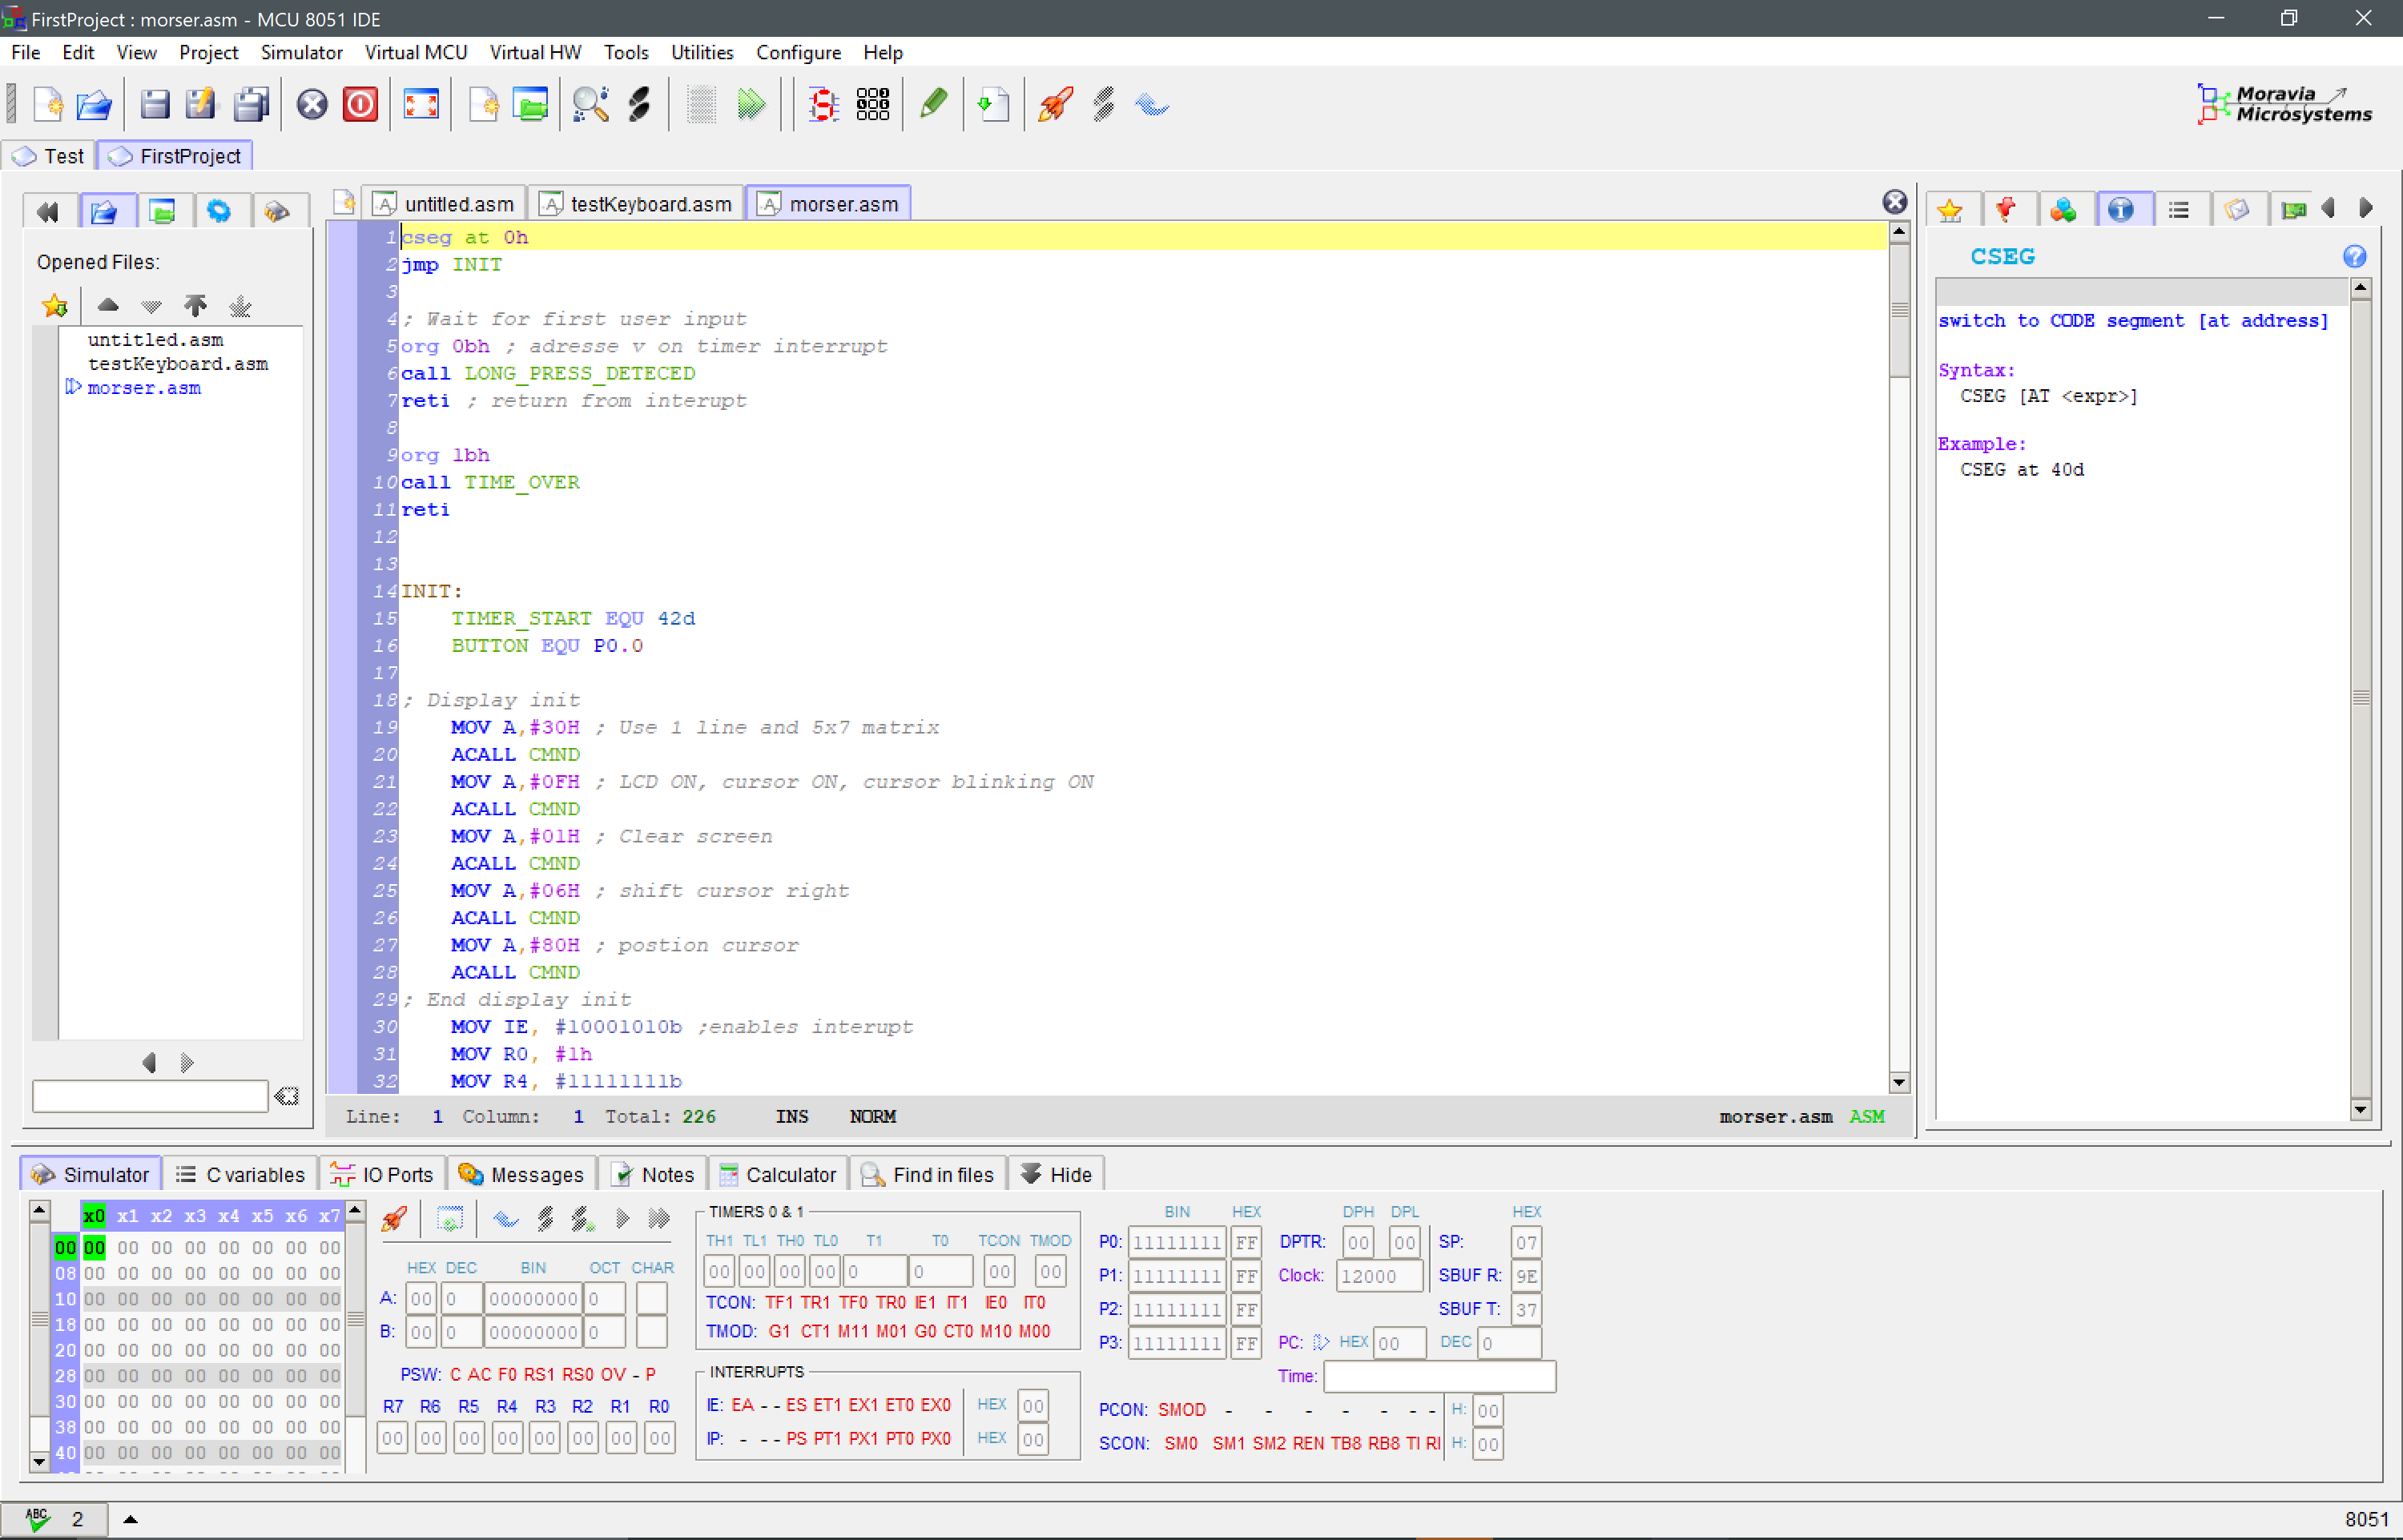 FirstProject : morser.asm - MCU 8051 IDE
File Edit View Project Simulator Virtual MCU Virtual HW Tools Utilities Configure Help
Moravia
Microsystems
Test FirstProject
untitled.asm testKeyboard.asm morser.asm
Opened Files:
untitled.asm
testKeyboard.asm
morser.asm
1 cseg at 0h
2 jmp INIT
3
4 ; Wait for first user input
5 org 0bh ; adresse v on timer interrupt
6 call LONG_PRESS_DETECED
7 reti ; return from interupt
8
9 org 1bh
10 call TIME_OVER
11 reti
12
13
14 INIT:
15 TIMER_START EQU 42d
16 BUTTON EQU P0.0
17
18 ; Display init
19 MOV A,#30H ; Use 1 line and 5x7 matrix
20 ACALL CMND
21 MOV A,#0FH ; LCD ON, cursor ON, cursor blinking ON
22 ACALL CMND
23 MOV A,#01H ; Clear screen
24 ACALL CMND
25 MOV A,#06H ; shift cursor right
26 ACALL CMND
27 MOV A,#80H ; postion cursor
28 ACALL CMND
29 ; End display init
30 MOV IE, #10001010b ;enables interupt
31 MOV R0, #1h
32 MOV R4, #11111111b
Line: 1 Column: 1 Total: 226 INS NORM morser.asm ASM
CSEG
switch to CODE segment [at address]
Syntax:
CSEG [AT <expr>]
Example:
CSEG at 40d
Simulator C variables IO Ports Messages Notes Calculator Find in files Hide
x0 x1 x2 x3 x4 x5 x6 x7
00 00 00 00 00 00 00 00 00
08 00 00 00 00 00 00 00 00
10 00 00 00 00 00 00 00 00
18 00 00 00 00 00 00 00 00
20 00 00 00 00 00 00 00 00
28 00 00 00 00 00 00 00 00
30 00 00 00 00 00 00 00 00
38 00 00 00 00 00 00 00 00
40 00 00 00 00 00 00 00 00
HEX DEC BIN OCT CHAR
A: 00 0 00000000 0
B: 00 0 00000000 0
PSW: C AC F0 RS1 RS0 OV - P
R7 R6 R5 R4 R3 R2 R1 R0
00 00 00 00 00 00 00 00
TIMERS 0 & 1
TH1 TL1 TH0 TL0 T1 T0 TCON TMOD
00 00 00 00 0 0 00 00
TCON: TF1 TR1 TF0 TR0 IE1 IT1 IE0 IT0
TMOD: G1 CT1 M11 M01 G0 CT0 M10 M00
INTERRUPTS
IE: EA - - ES ET1 EX1 ET0 EX0 HEX 00
IP: - - - PS PT1 PX1 PT0 PX0 HEX 00
BIN HEX DPH DPL HEX
P0: 11111111 FF DPTR: 00 00 SP: 07
P1: 11111111 FF Clock: 12000 SBUF R: 9E
P2: 11111111 FF SBUF T: 37
P3: 11111111 FF PC: HEX 00 DEC 0
Time:
PCON: SMOD - - - - - - - H: 00
SCON: SM0 SM1 SM2 REN TB8 RB8 TI RI H: 00
ABC 2 8051